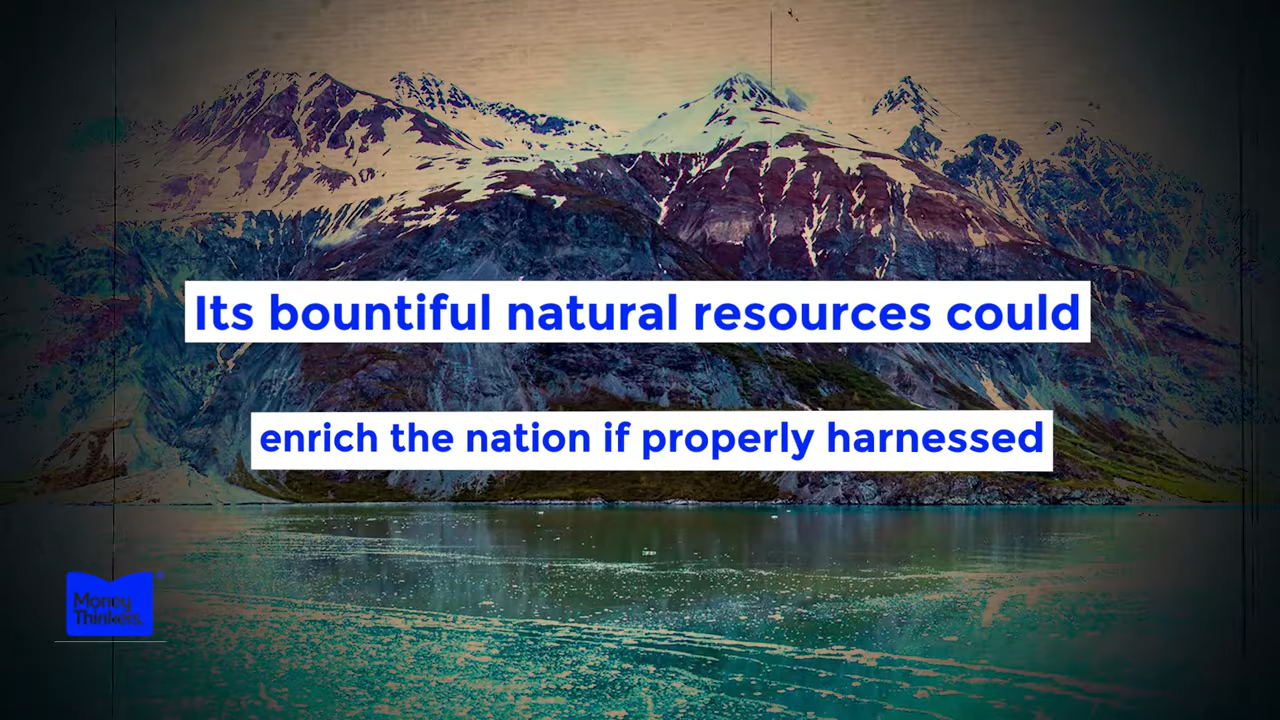 Its bountiful natural resources could
enrich the nation if properly harnessed
Money
Thinkers.